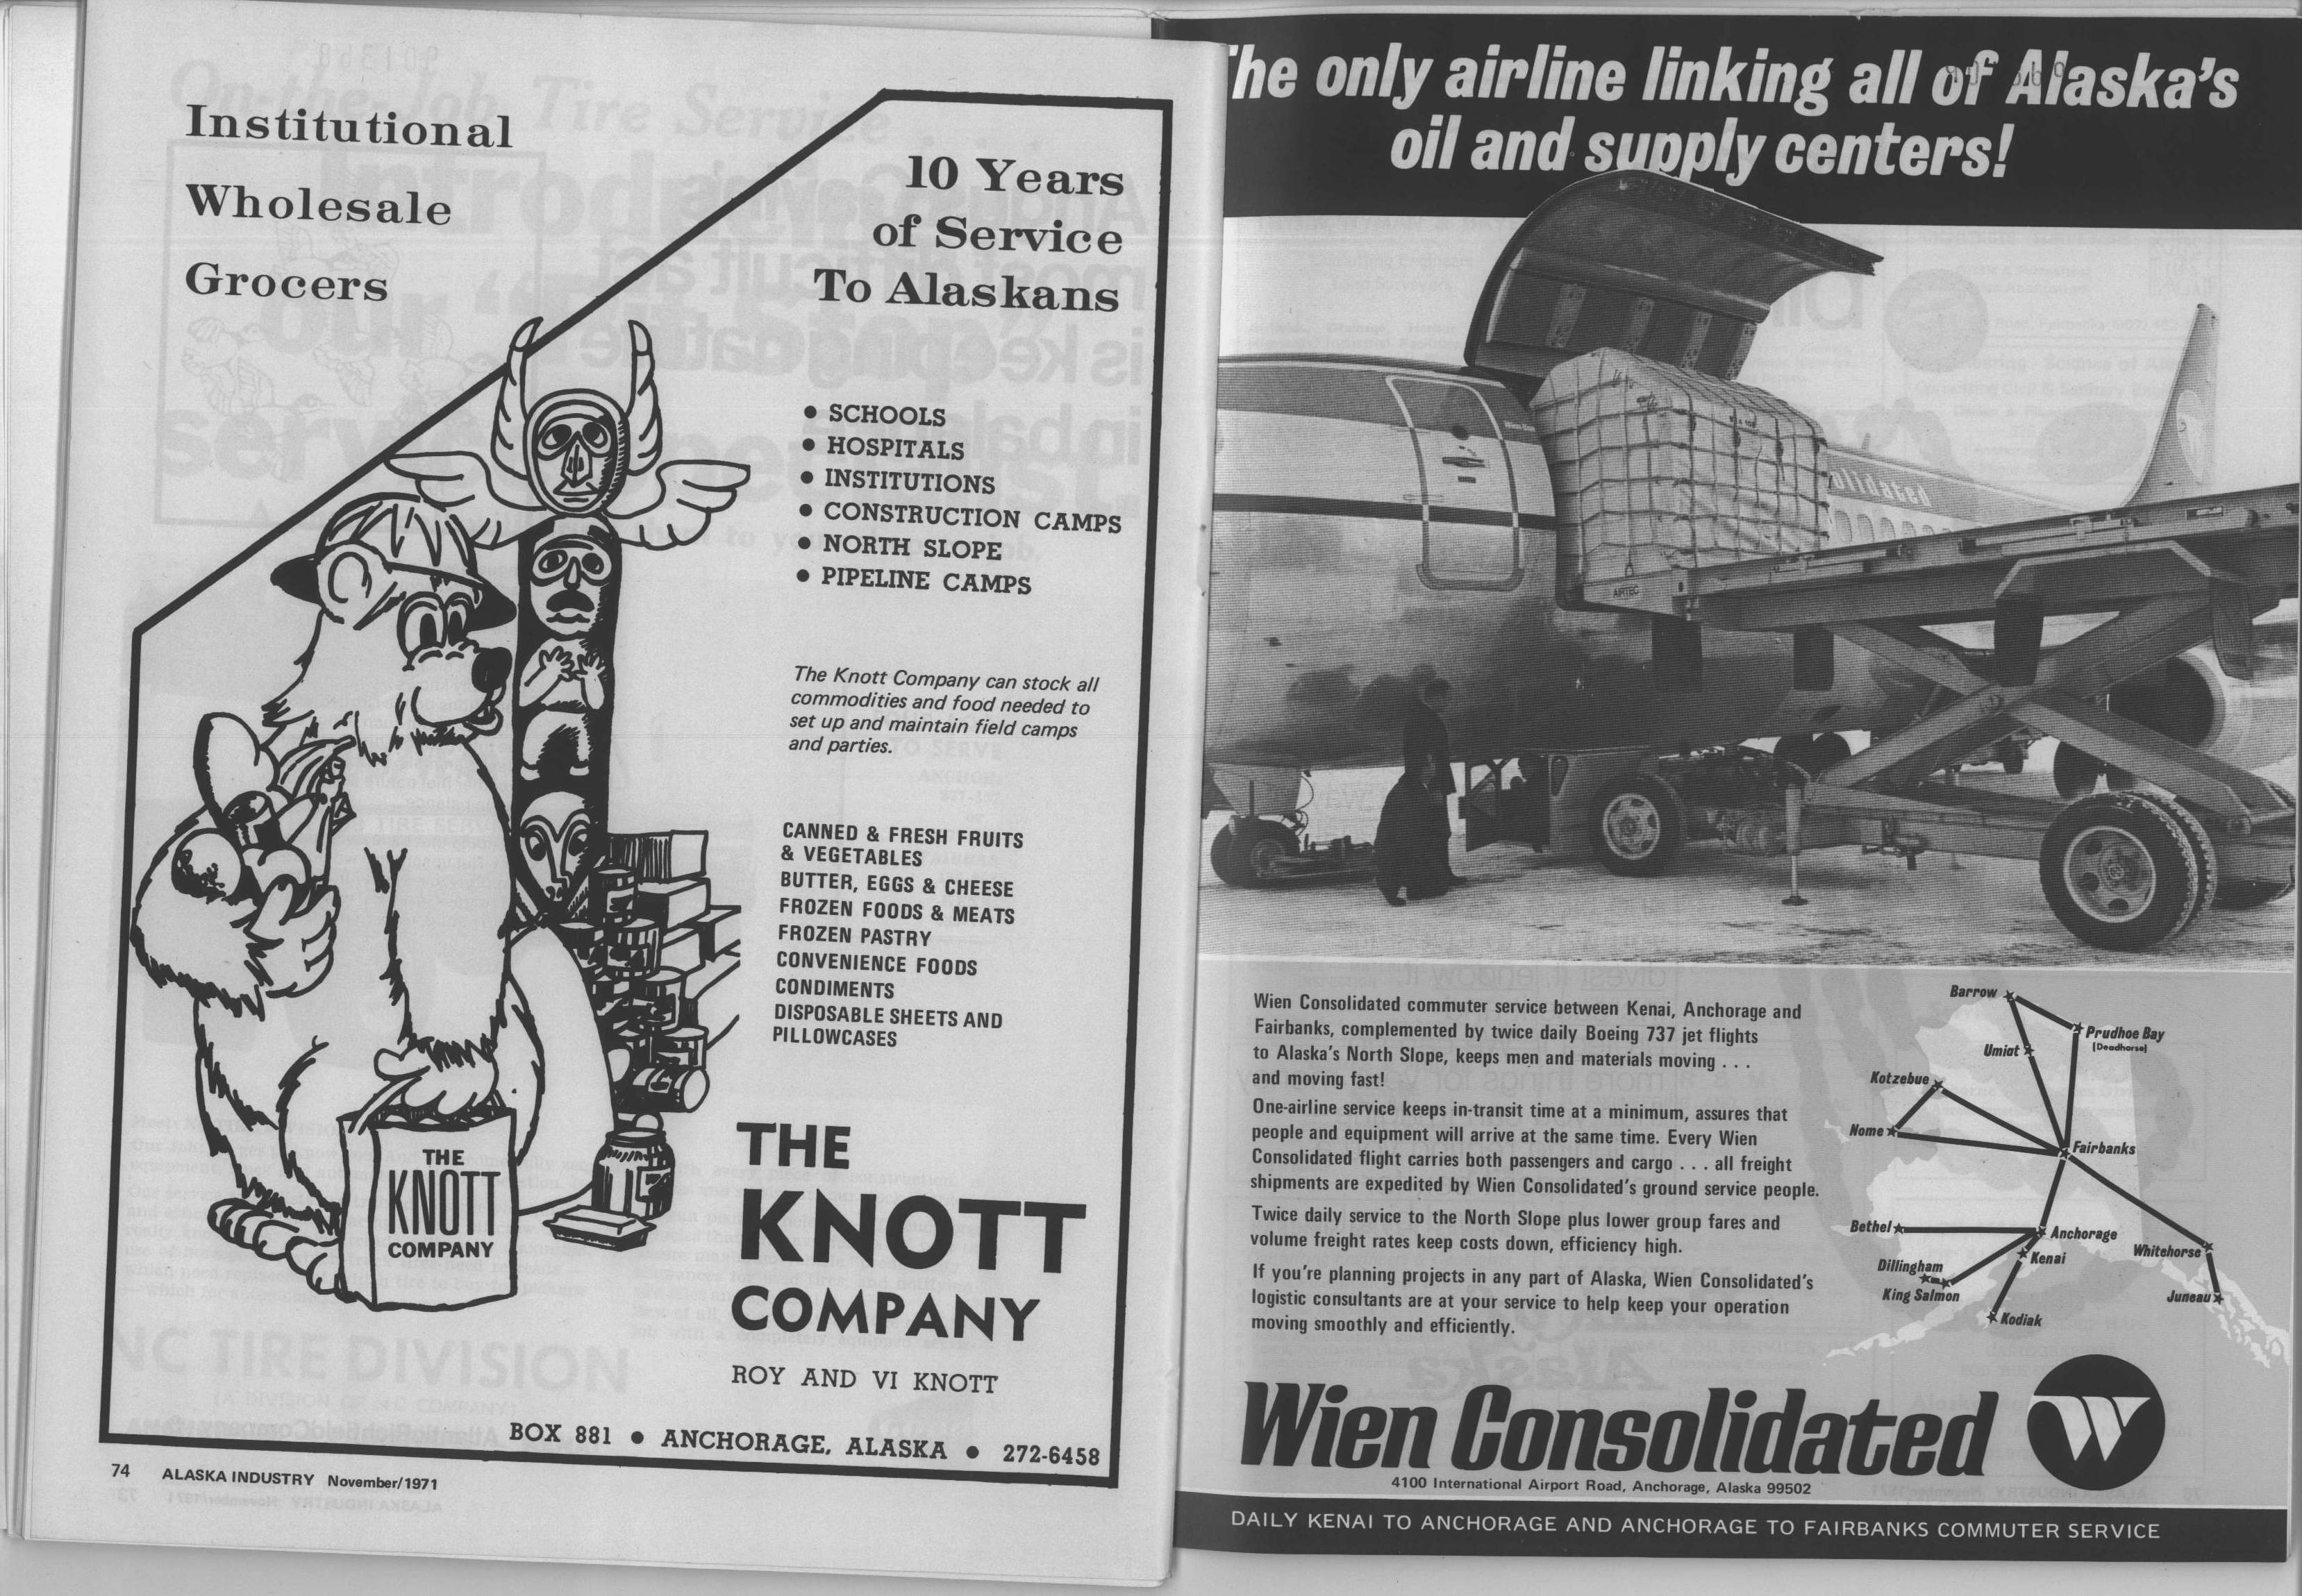 Institutional
Wholesale
Grocers
10 Years
of Service
To Alaskans
• SCHOOLS
• HOSPITALS
• INSTITUTIONS
• CONSTRUCTION CAMPS
• NORTH SLOPE
• PIPELINE CAMPS
The Knott Company can stock all
commodities and food needed to
set up and maintain field camps
and parties.
CANNED & FRESH FRUITS
& VEGETABLES
BUTTER, EGGS & CHEESE
FROZEN FOODS & MEATS
FROZEN PASTRY
CONVENIENCE FOODS
CONDIMENTS
DISPOSABLE SHEETS AND
PILLOWCASES
THE
KNOTT
COMPANY
THE
KNOTT
COMPANY
ROY AND VI KNOTT
BOX 881 • ANCHORAGE, ALASKA • 272-6458
74 ALASKA INDUSTRY November/1971
he only airline linking all of Alaska's
oil and supply centers!
olidated
AIRTEC
Wien Consolidated commuter service between Kenai, Anchorage and
Fairbanks, complemented by twice daily Boeing 737 jet flights
to Alaska's North Slope, keeps men and materials moving . . .
and moving fast!
One-airline service keeps in-transit time at a minimum, assures that
people and equipment will arrive at the same time. Every Wien
Consolidated flight carries both passengers and cargo . . . all freight
shipments are expedited by Wien Consolidated's ground service people.
Twice daily service to the North Slope plus lower group fares and
volume freight rates keep costs down, efficiency high.
If you're planning projects in any part of Alaska, Wien Consolidated's
logistic consultants are at your service to help keep your operation
moving smoothly and efficiently.
Barrow
Prudhoe Bay
(Deadhorse)
Umiat
Kotzebue
Nome
Fairbanks
Bethel
Anchorage
Whitehorse
Kenai
Dillingham
King Salmon
Juneau
Kodiak
Wien Consolidated W
4100 International Airport Road, Anchorage, Alaska 99502
DAILY KENAI TO ANCHORAGE AND ANCHORAGE TO FAIRBANKS COMMUTER SERVICE